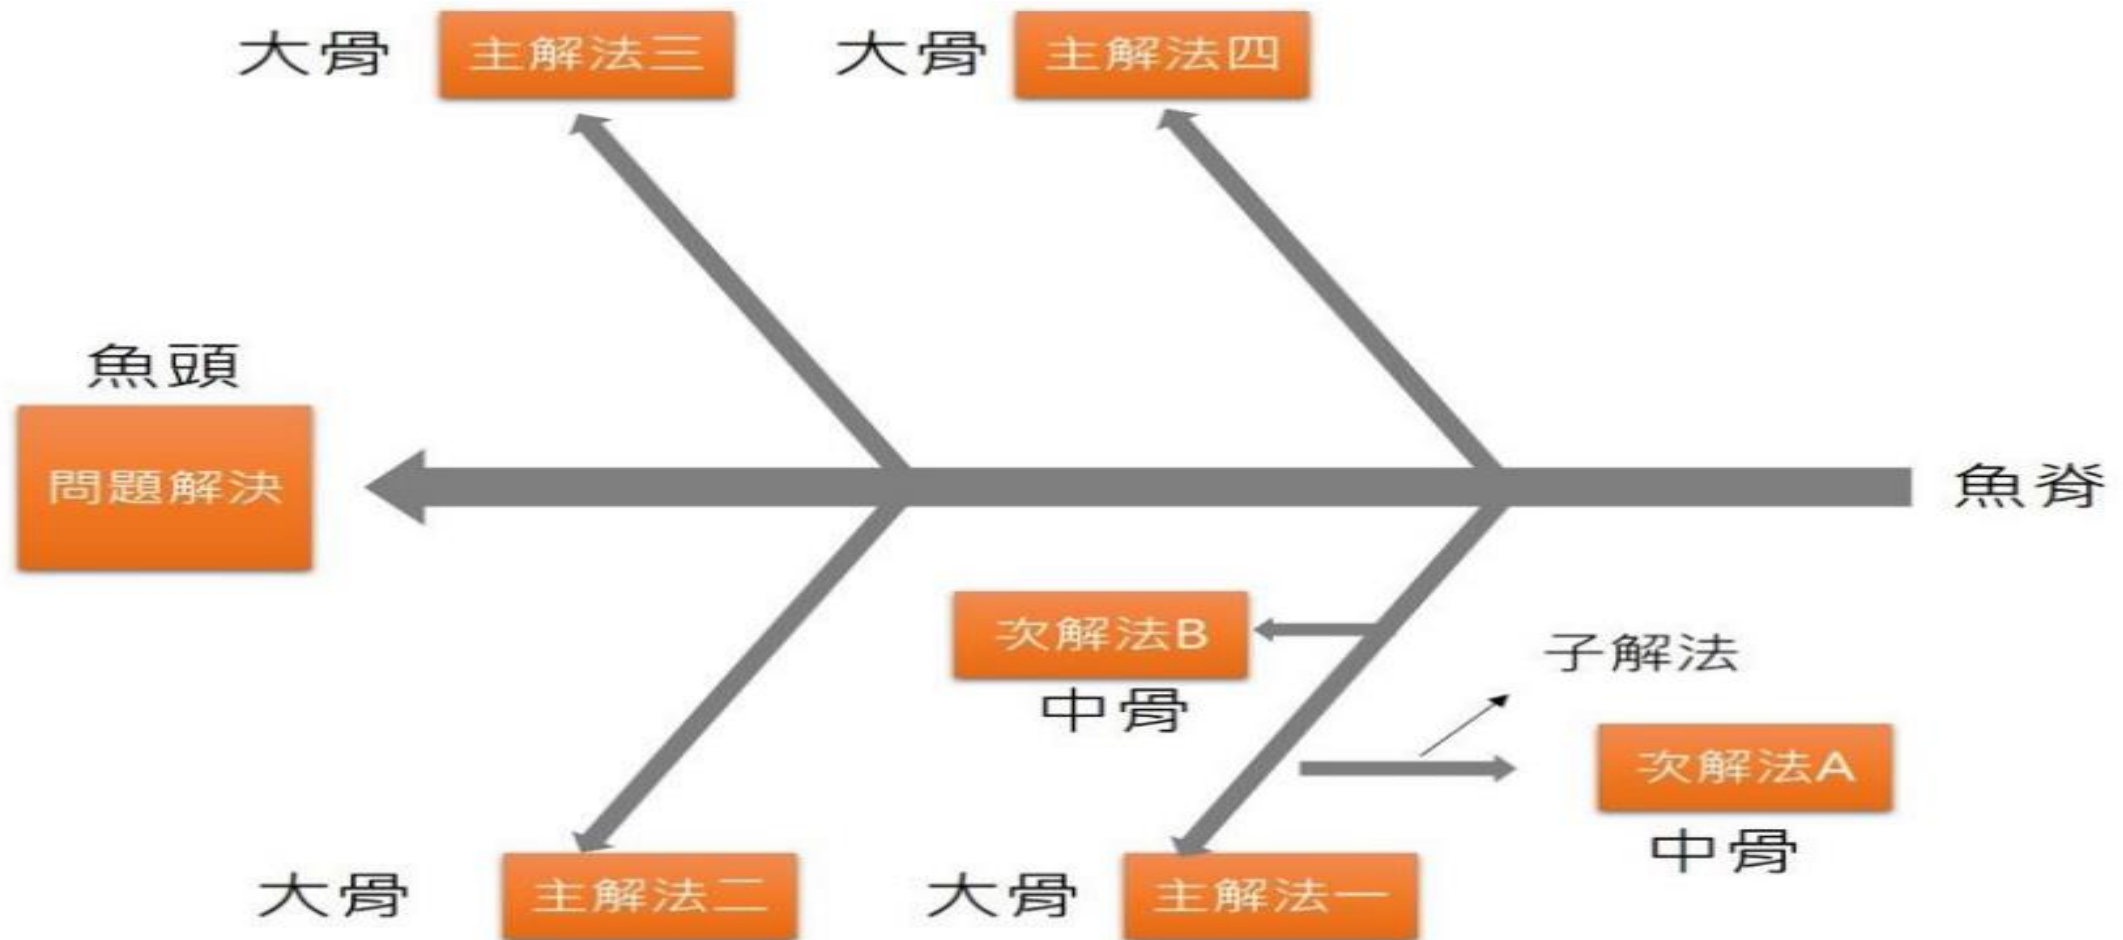 大骨
主解法三
大骨
主解法四
魚頭
問題解決
魚脊
次解法B
中骨
子解法
次解法A
中骨
大骨
主解法二
大骨
主解法一